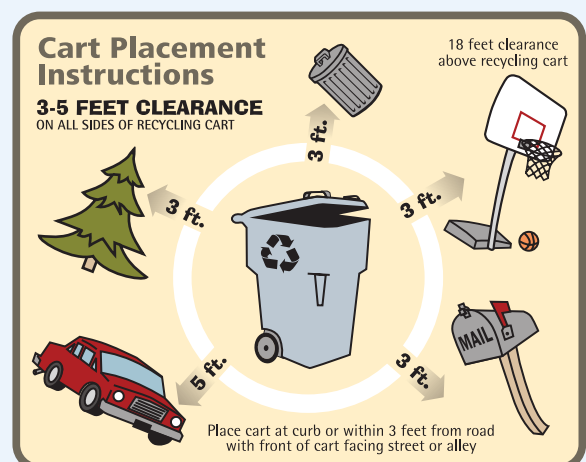 Cart Placement
Instructions
3-5 FEET CLEARANCE
ON ALL SIDES OF RECYCLING CART
18 feet clearance
above recycling cart
3 ft.
3 ft.
3 ft.
5 ft.
3 ft.
MAIL
Place cart at curb or within 3 feet from road
with front of cart facing street or alley